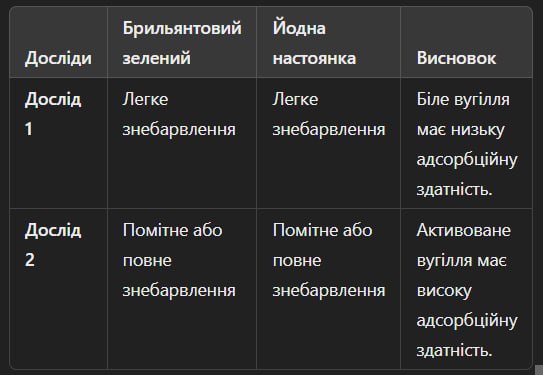 Досліди
Брильянтовий
зелений
Йодна
настоянка
Висновок
Дослід
1
Легке
знебарвлення
Легке
знебарвлення
Біле вугілля
має низьку
адсорбційну
здатність.
Дослід
2
Помітне або
повне
знебарвлення
Помітне або
повне
знебарвлення
Активоване
вугілля має
високу
адсорбційну
здатність.